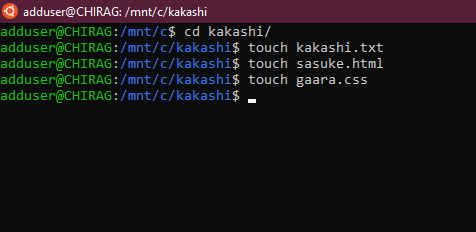 adduser@CHIRAG: /mnt/c/kakashi
adduser@CHIRAG:/mnt/c$ cd kakashi/
adduser@CHIRAG:/mnt/c/kakashi$ touch kakashi.txt
adduser@CHIRAG:/mnt/c/kakashi$ touch sasuke.html
adduser@CHIRAG:/mnt/c/kakashi$ touch gaara.css
adduser@CHIRAG:/mnt/c/kakashi$